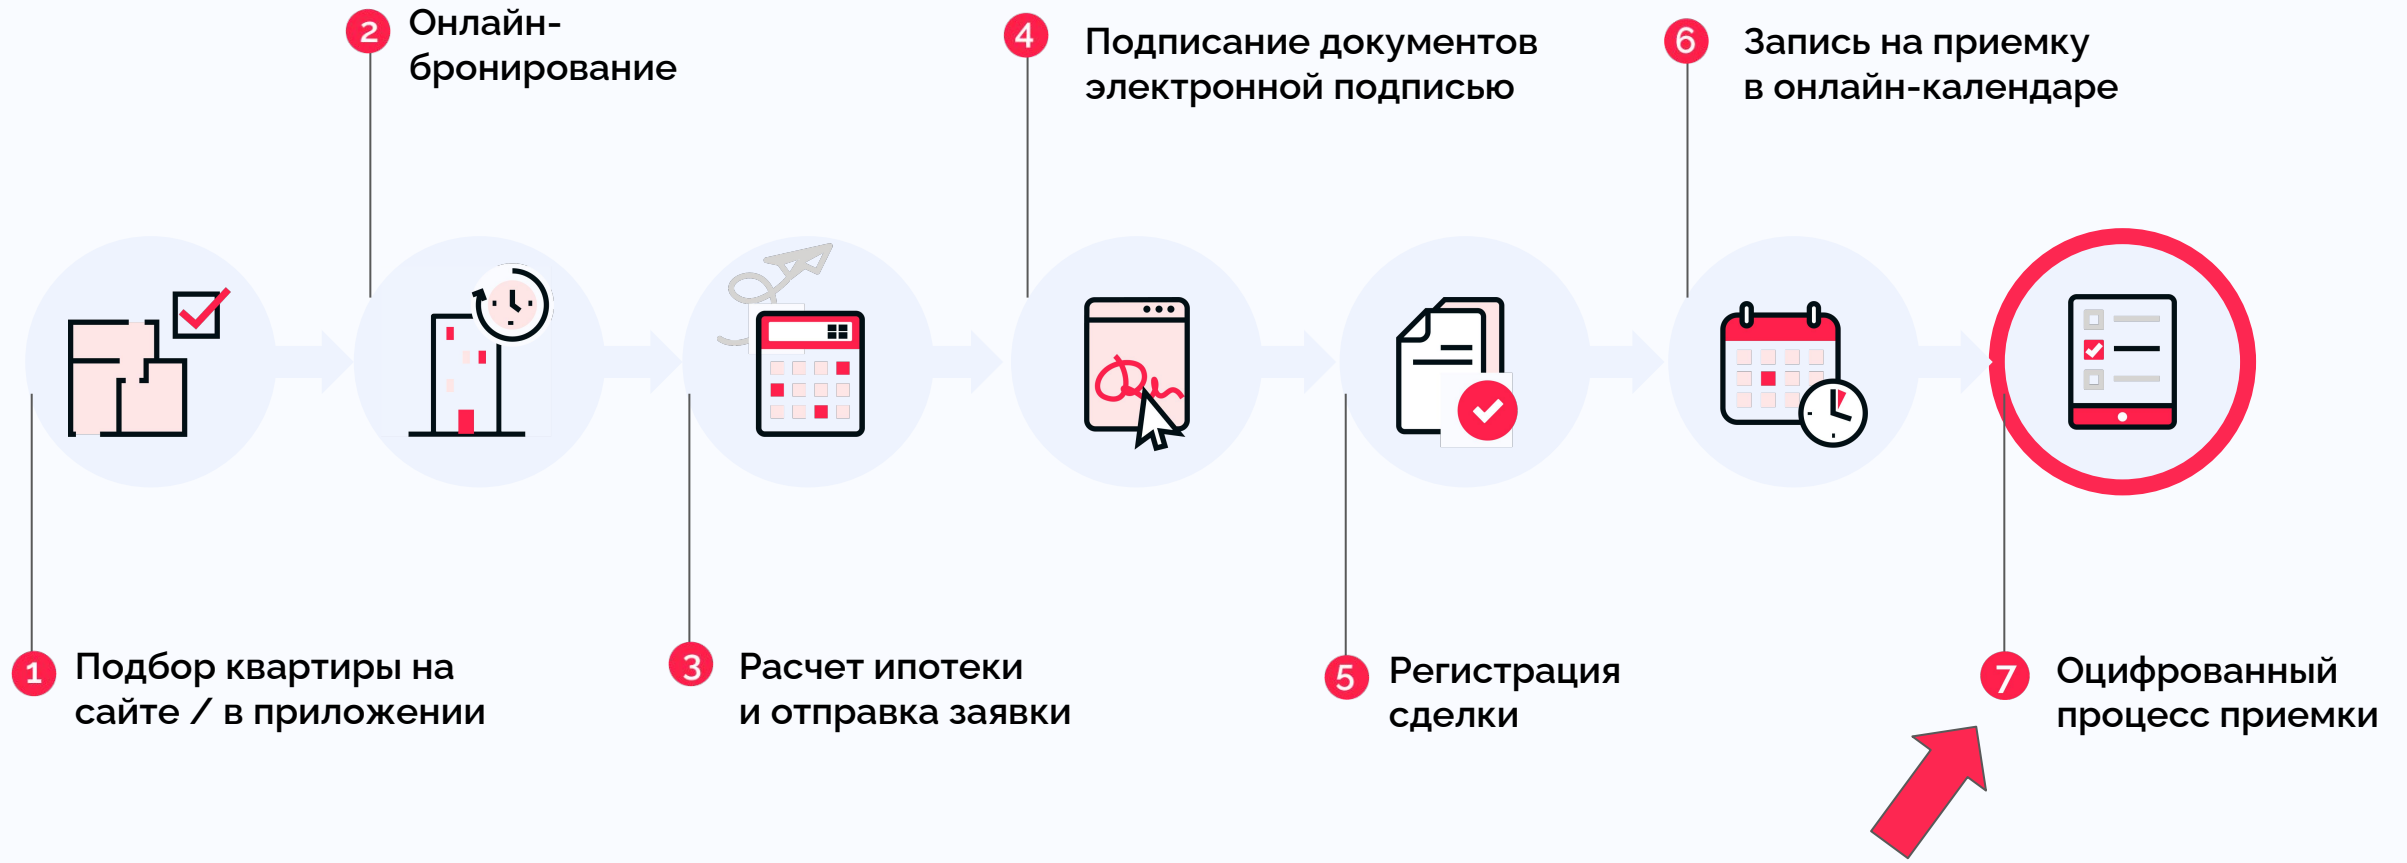 1
Подбор квартиры на
сайте / в приложении
2
Онлайн-
бронирование
3
Расчет ипотеки
и отправка заявки
4
Подписание документов
электронной подписью
5
Регистрация
сделки
6
Запись на приемку
в онлайн-календаре
7
Оцифрованный
процесс приемки